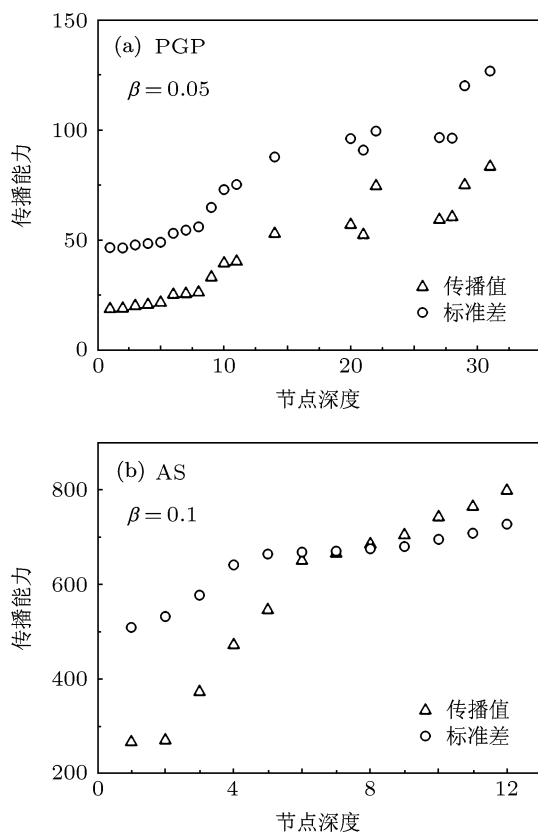 (a) PGP
β = 0.05
150
100
50
0
传播能力
△ 传播值
○ 标准差
0 10 20 30
节点深度
(b) AS
β = 0.1
800
600
400
200
传播能力
△ 传播值
○ 标准差
0 4 8 12
节点深度